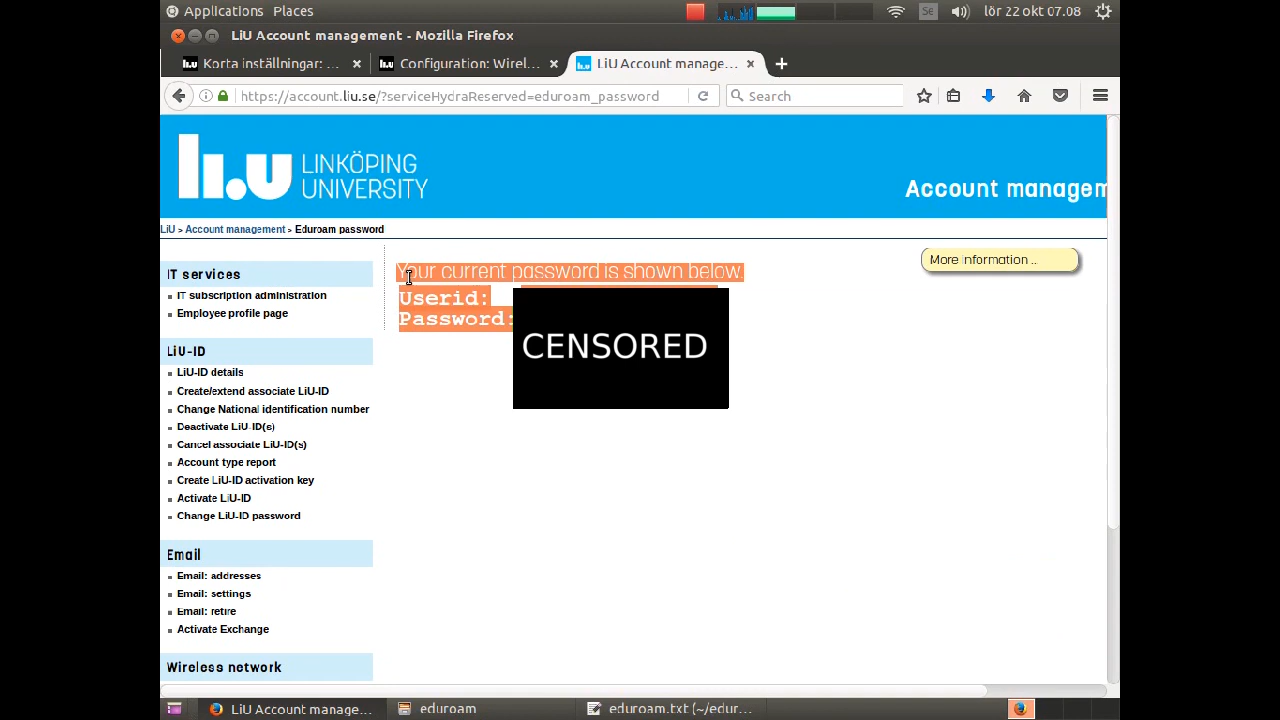 Applications Places
Se
lör 22 okt 07.08
LiU Account management - Mozilla Firefox
Korta inställningar: ...
Configuration: Wirel...
LiU Account manage...
https://account.liu.se/?serviceHydraReserved=eduroam_password
Search
li.u LINKÖPING
UNIVERSITY
Account managem
LiU > Account management > Eduroam password
More information ..
IT services
IT subscription administration
Employee profile page
LiU-ID
LiU-ID details
Create/extend associate LiU-ID
Change National identification number
Deactivate LiU-ID(s)
Cancel associate LiU-ID(s)
Account type report
Create LiU-ID activation key
Activate LiU-ID
Change LiU-ID password
Email
Email: addresses
Email: settings
Email: retire
Activate Exchange
Wireless network
Your current password is shown below.
Userid:
Password:
CENSORED
LiU Account manage...
eduroam
eduroam.txt (~/edur...